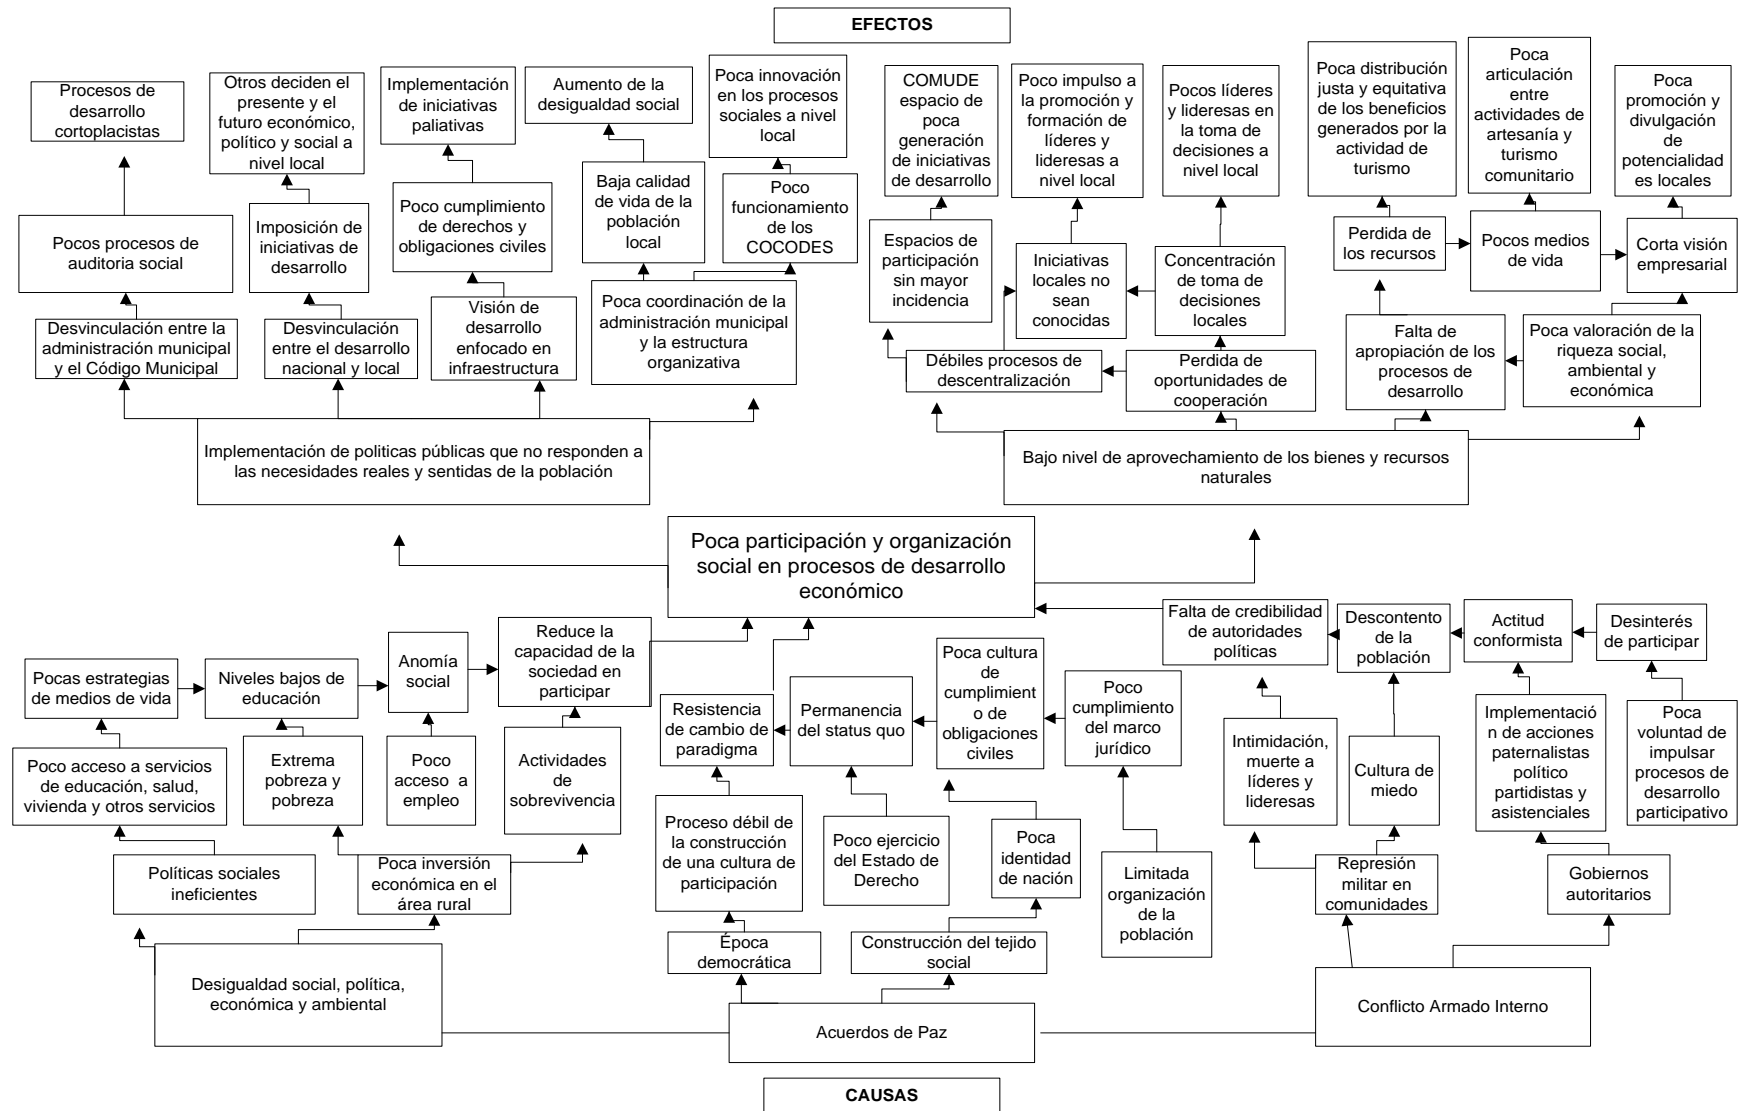 EFECTOS
Procesos de
desarrollo
cortoplacistas
Otros deciden el
presente y el
futuro económico,
político y social a
nivel local
Implementación
de iniciativas
paliativas
Aumento de la
desigualdad social
Poca innovación
en los procesos
sociales a nivel
local
COMUDE
espacio de
poca
generación
de iniciativas
de desarrollo
Poco impulso a
la promoción y
formación de
líderes y
lideresas a
nivel local
Pocos líderes
y lideresas en
la toma de
decisiones a
nivel local
Poca distribución
justa y equitativa
de los beneficios
generados por la
actividad de
turismo
Poca
articulación
entre
actividades de
artesanía y
turismo
comunitario
Poca
promoción y
divulgación
de
potencialidad
es locales
Pocos procesos de
auditoria social
Imposición de
iniciativas de
desarrollo
Poco cumplimiento
de derechos y
obligaciones civiles
Baja calidad
de vida de la
población
local
Poco
funcionamiento
de los
COCODES
Espacios de
participación
sin mayor
incidencia
Iniciativas
locales no
sean
conocidas
Concentración
de toma de
decisiones
locales
Perdida de
los recursos
Pocos medios
de vida
Corta visión
empresarial
Desvinculación entre la
administración municipal
y el Código Municipal
Desvinculación
entre el desarrollo
nacional y local
Visión de
desarrollo
enfocado en
infraestructura
Poca coordinación de la
administración municipal
y la estructura
organizativa
Débiles procesos de
descentralización
Perdida de
oportunidades de
cooperación
Falta de
apropiación de los
procesos de
desarrollo
Poca valoración de la
riqueza social,
ambiental y
económica
Implementación de politicas públicas que no responden a
las necesidades reales y sentidas de la población
Bajo nivel de aprovechamiento de los bienes y recursos
naturales
Poca participación y organización
social en procesos de desarrollo
económico
Pocas estrategias
de medios de vida
Niveles bajos de
educación
Anomía
social
Reduce la
capacidad de la
sociedad en
participar
Resistencia
de cambio de
paradigma
Permanencia
del status quo
Poca cultura
de
cumplimient
o de
obligaciones
civiles
Poco
cumplimiento
del marco
jurídico
Falta de credibilidad
de autoridades
políticas
Descontento
de la
población
Actitud
conformista
Desinterés
de participar
Poco acceso a servicios
de educación, salud,
vivienda y otros servicios
Extrema
pobreza y
pobreza
Poco
acceso a
empleo
Actividades
de
sobrevivencia
Proceso débil de
la construcción
de una cultura de
participación
Poco ejercicio
del Estado de
Derecho
Poca
identidad
de nación
Limitada
organización
de la
población
Intimidación,
muerte a
líderes y
lideresas
Cultura de
miedo
Implementació
n de acciones
paternalistas
político
partidistas y
asistenciales
Poca
voluntad de
impulsar
procesos de
desarrollo
participativo
Políticas sociales
ineficientes
Poca inversión
económica en el
área rural
Época
democrática
Construcción del tejido
social
Represión
militar en
comunidades
Gobiernos
autoritarios
Desigualdad social, política,
económica y ambiental
Acuerdos de Paz
Conflicto Armado Interno
CAUSAS